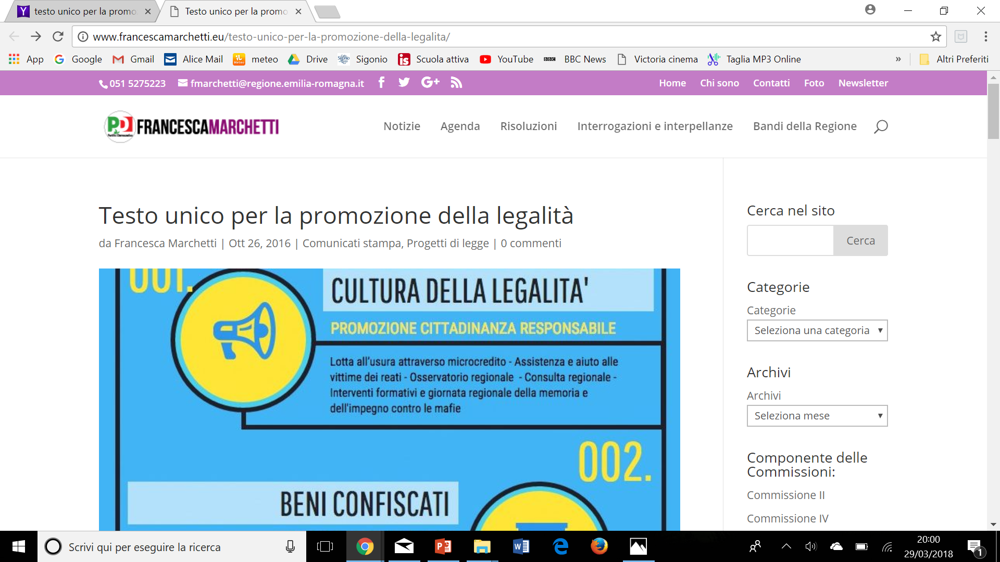 testo unico per la promo
Testo unico per la promo
www.francescamarchetti.eu/testo-unico-per-la-promozione-della-legalita/
App Google Gmail Alice Mail meteo Drive Sigonio Scuola attiva YouTube BBC News Victoria cinema Taglia MP3 Online » Altri Preferiti
051 5275223 fmarchetti@regione.emilia-romagna.it Home Chi sono Contatti Foto Newsletter
PD FRANCESCAMARCHETTI
Notizie Agenda Risoluzioni Interrogazioni e interpellanze Bandi della Regione
Testo unico per la promozione della legalità
da Francesca Marchetti | Ott 26, 2016 | Comunicati stampa, Progetti di legge | 0 commenti
001.
CULTURA DELLA LEGALITA'
PROMOZIONE CITTADINANZA RESPONSABILE
Lotta all'usura attraverso microcredito - Assistenza e aiuto alle
vittime dei reati - Osservatorio regionale - Consulta regionale -
Interventi formativi e giornata regionale della memoria e
dell'impegno contro le mafie
002.
BENI CONFISCATI
Cerca nel sito
Cerca
Categorie
Categorie
Seleziona una categoria
Archivi
Archivi
Seleziona mese
Componente delle
Commissioni:
Commissione II
Commissione IV
Scrivi qui per eseguire la ricerca
20:00
29/03/2018
1